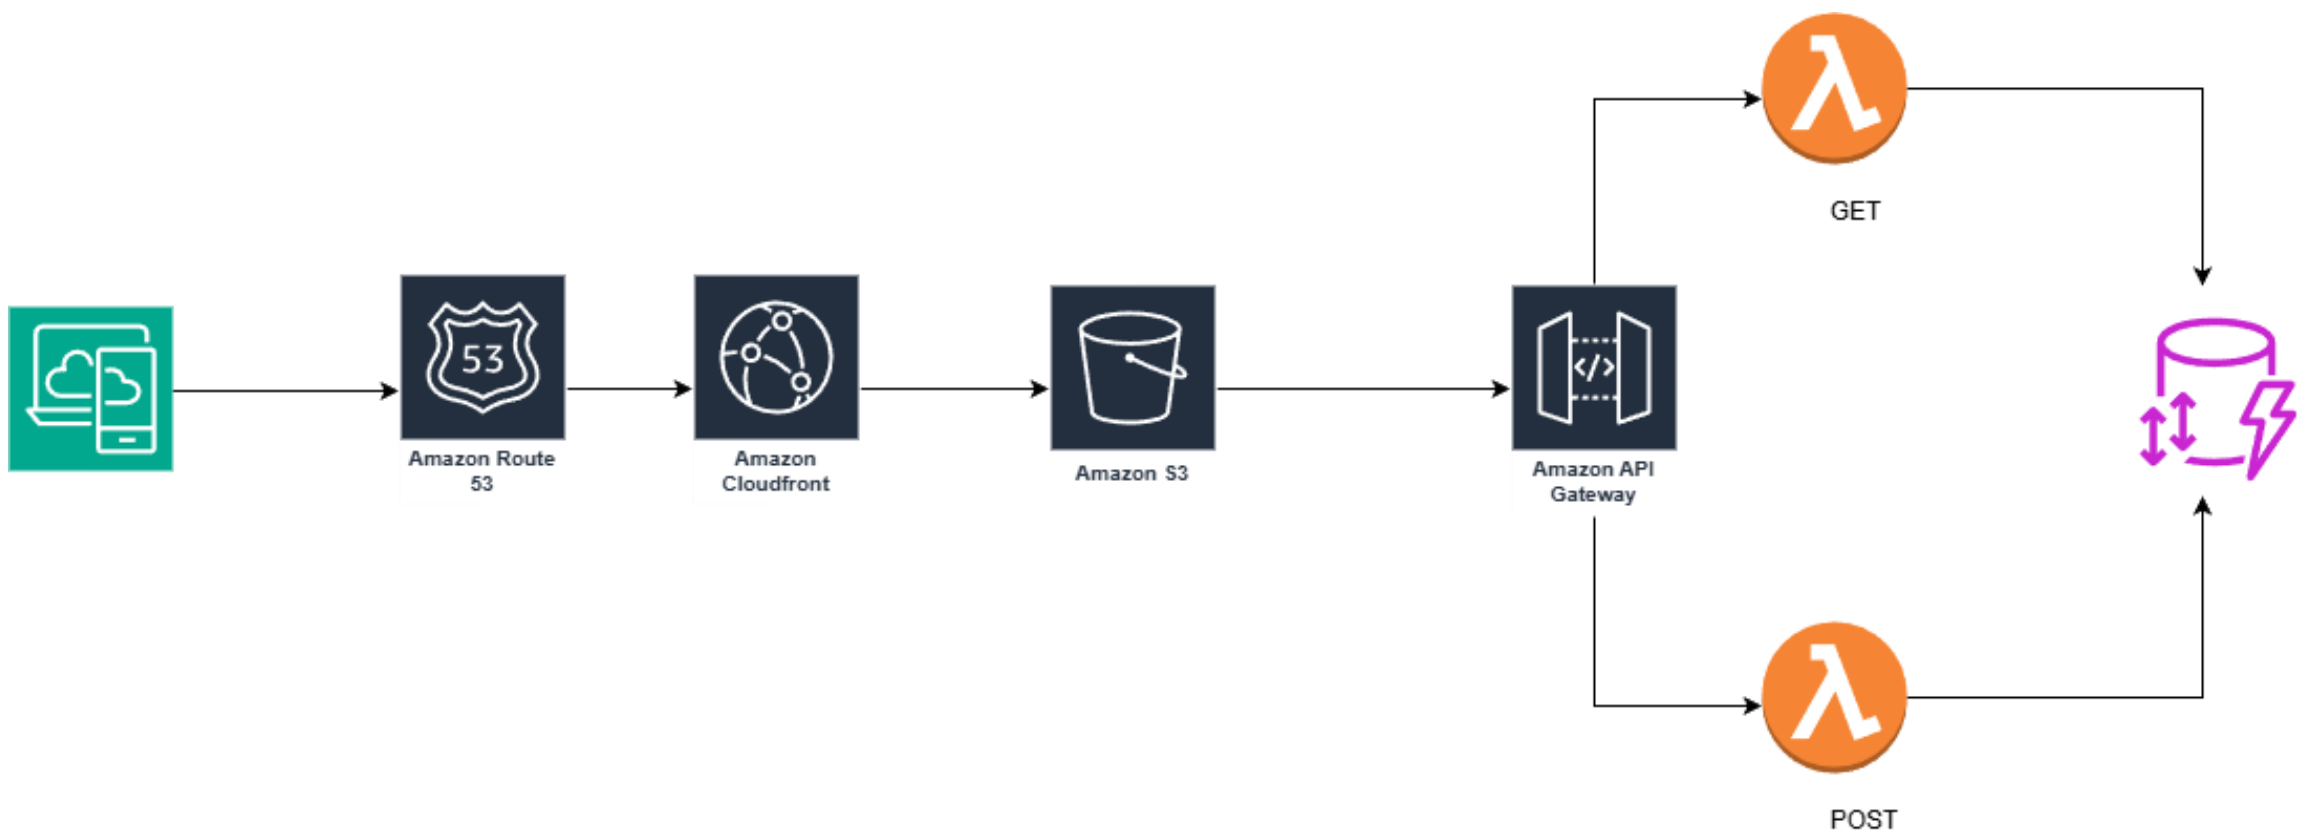 GET
53
</>
Amazon Route
53
Amazon
Cloudfront
Amazon S3
Amazon API
Gateway
POST